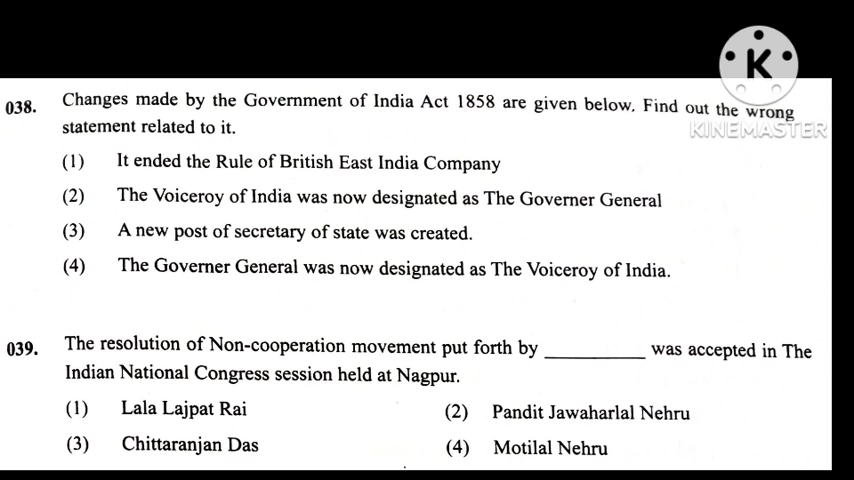 K
KINEMASTER
038. Changes made by the Government of India Act 1858 are given below. Find out the wrong
statement related to it.
(1) It ended the Rule of British East India Company
(2) The Voiceroy of India was now designated as The Governer General
(3) A new post of secretary of state was created.
(4) The Governer General was now designated as The Voiceroy of India.
039. The resolution of Non-cooperation movement put forth by __________ was accepted in The
Indian National Congress session held at Nagpur.
(1) Lala Lajpat Rai (2) Pandit Jawaharlal Nehru
(3) Chittaranjan Das (4) Motilal Nehru